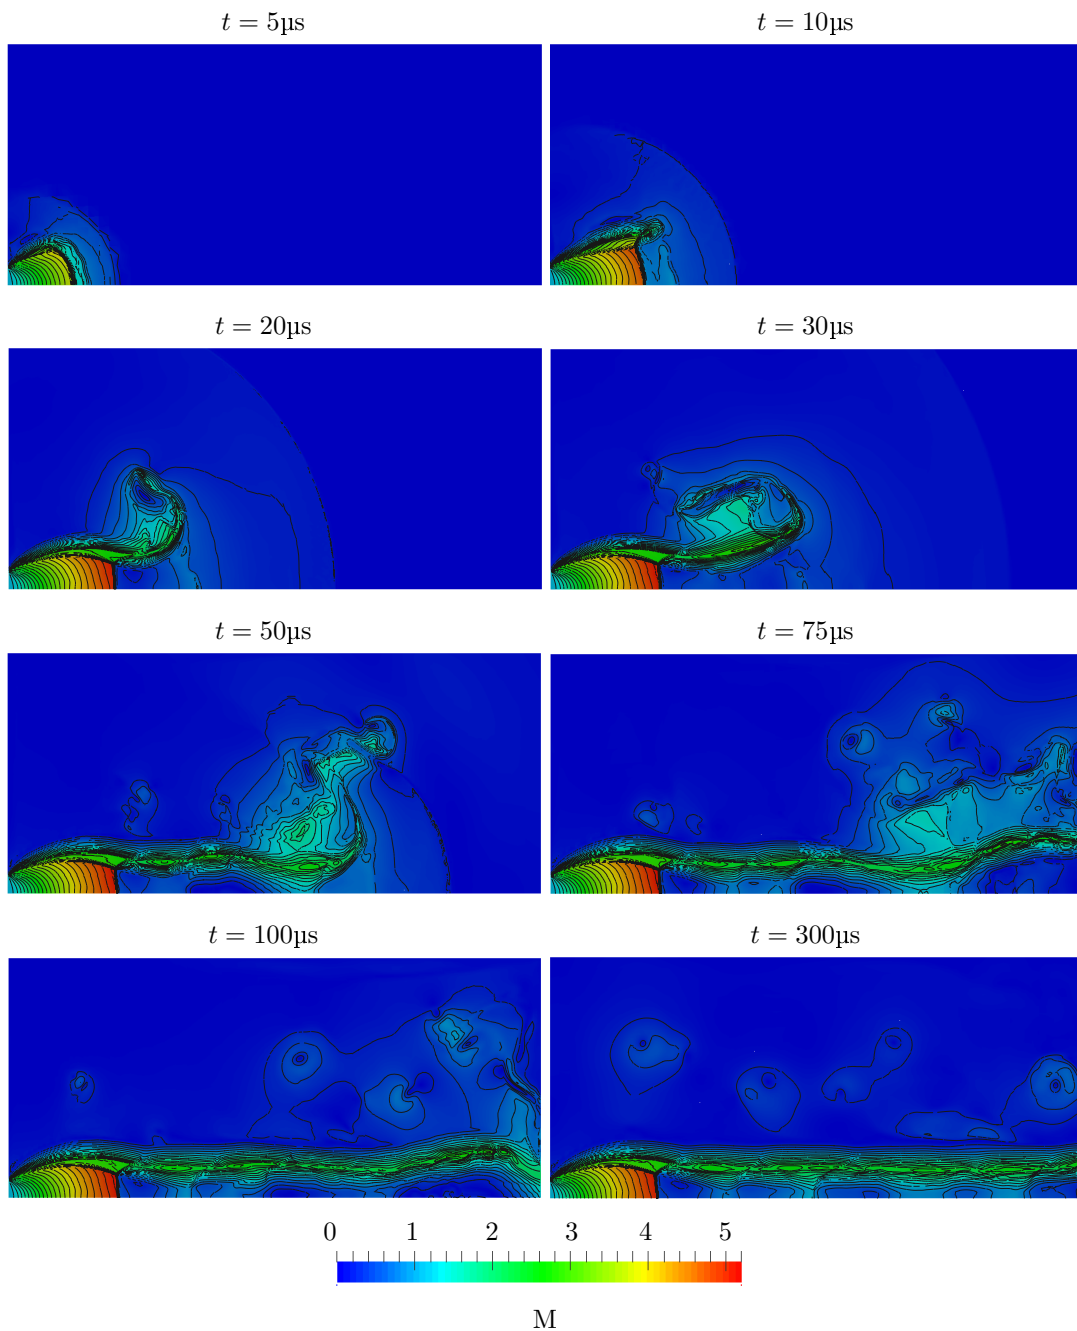 t = 5µs
t = 10µs
t = 20µs
t = 30µs
t = 50µs
t = 75µs
t = 100µs
t = 300µs
0 1 2 3 4 5
M